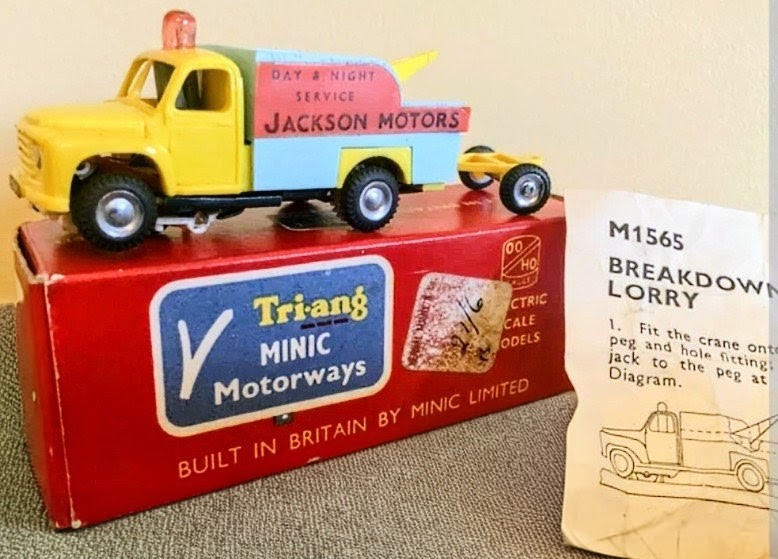 DAY & NIGHT
SERVICE
JACKSON MOTORS
Tri-ang
MINIC
Motorways
21/6
OO
HO
CTRIC
CALE
ODELS
BUILT IN BRITAIN BY MINIC LIMITED
M1565
BREAKDOWN
LORRY
1. Fit the crane onto
peg and hole fitting
jack to the peg at
Diagram.